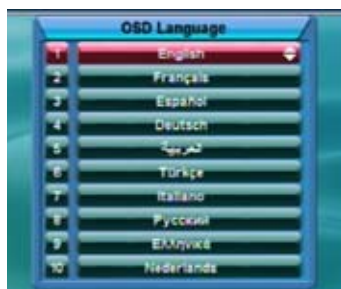 OSD Language
1 English
2 Français
3 Español
4 Deutsch
5 العربية
6 Türkçe
7 Italiano
8 Русский
9 Ελληνικά
10 Nederlands